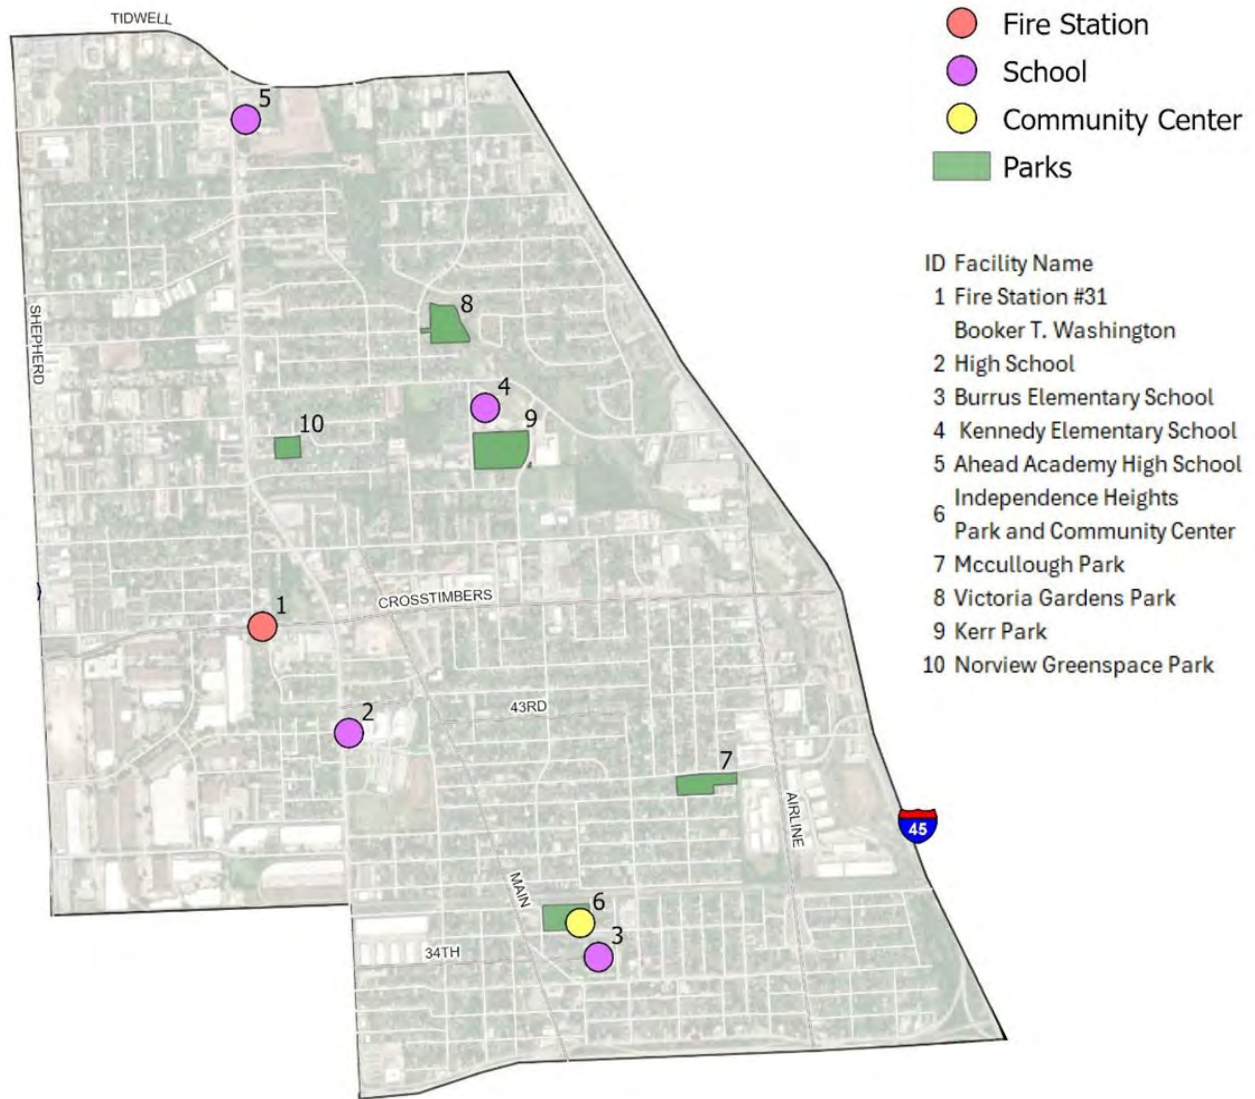 TIDWELL
Fire Station
School
Community Center
Parks
5
SHEPHERD
8
4
9
10
ID Facility Name
1 Fire Station #31
Booker T. Washington
2 High School
3 Burrus Elementary School
4 Kennedy Elementary School
5 Ahead Academy High School
Independence Heights
6
Park and Community Center
7 Mccullough Park
8 Victoria Gardens Park
9 Kerr Park
10 Norview Greenspace Park
1
CROSSTIMBERS
2
43RD
7
AIRLINE
45
MAIN
6
3
34TH